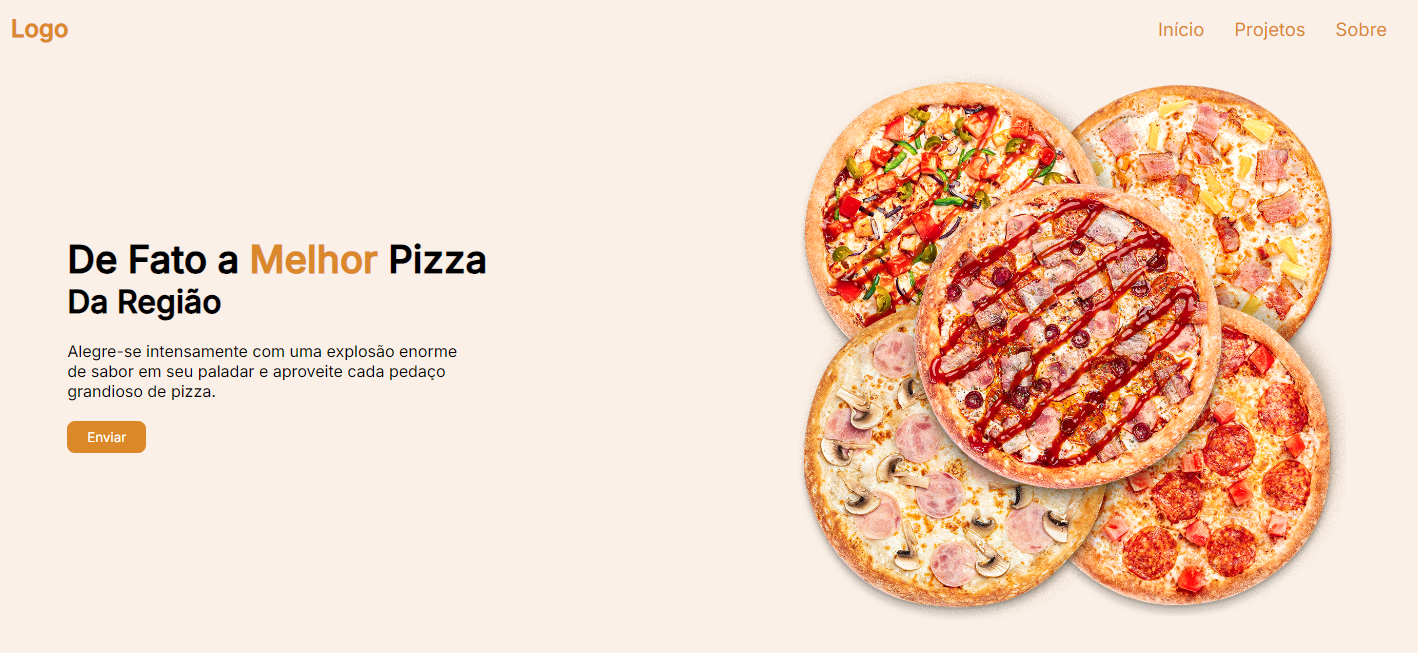 Logo
Início Projetos Sobre
De Fato a Melhor Pizza
Da Região
Alegre-se intensamente com uma explosão enorme
de sabor em seu paladar e aproveite cada pedaço
grandioso de pizza.
Enviar